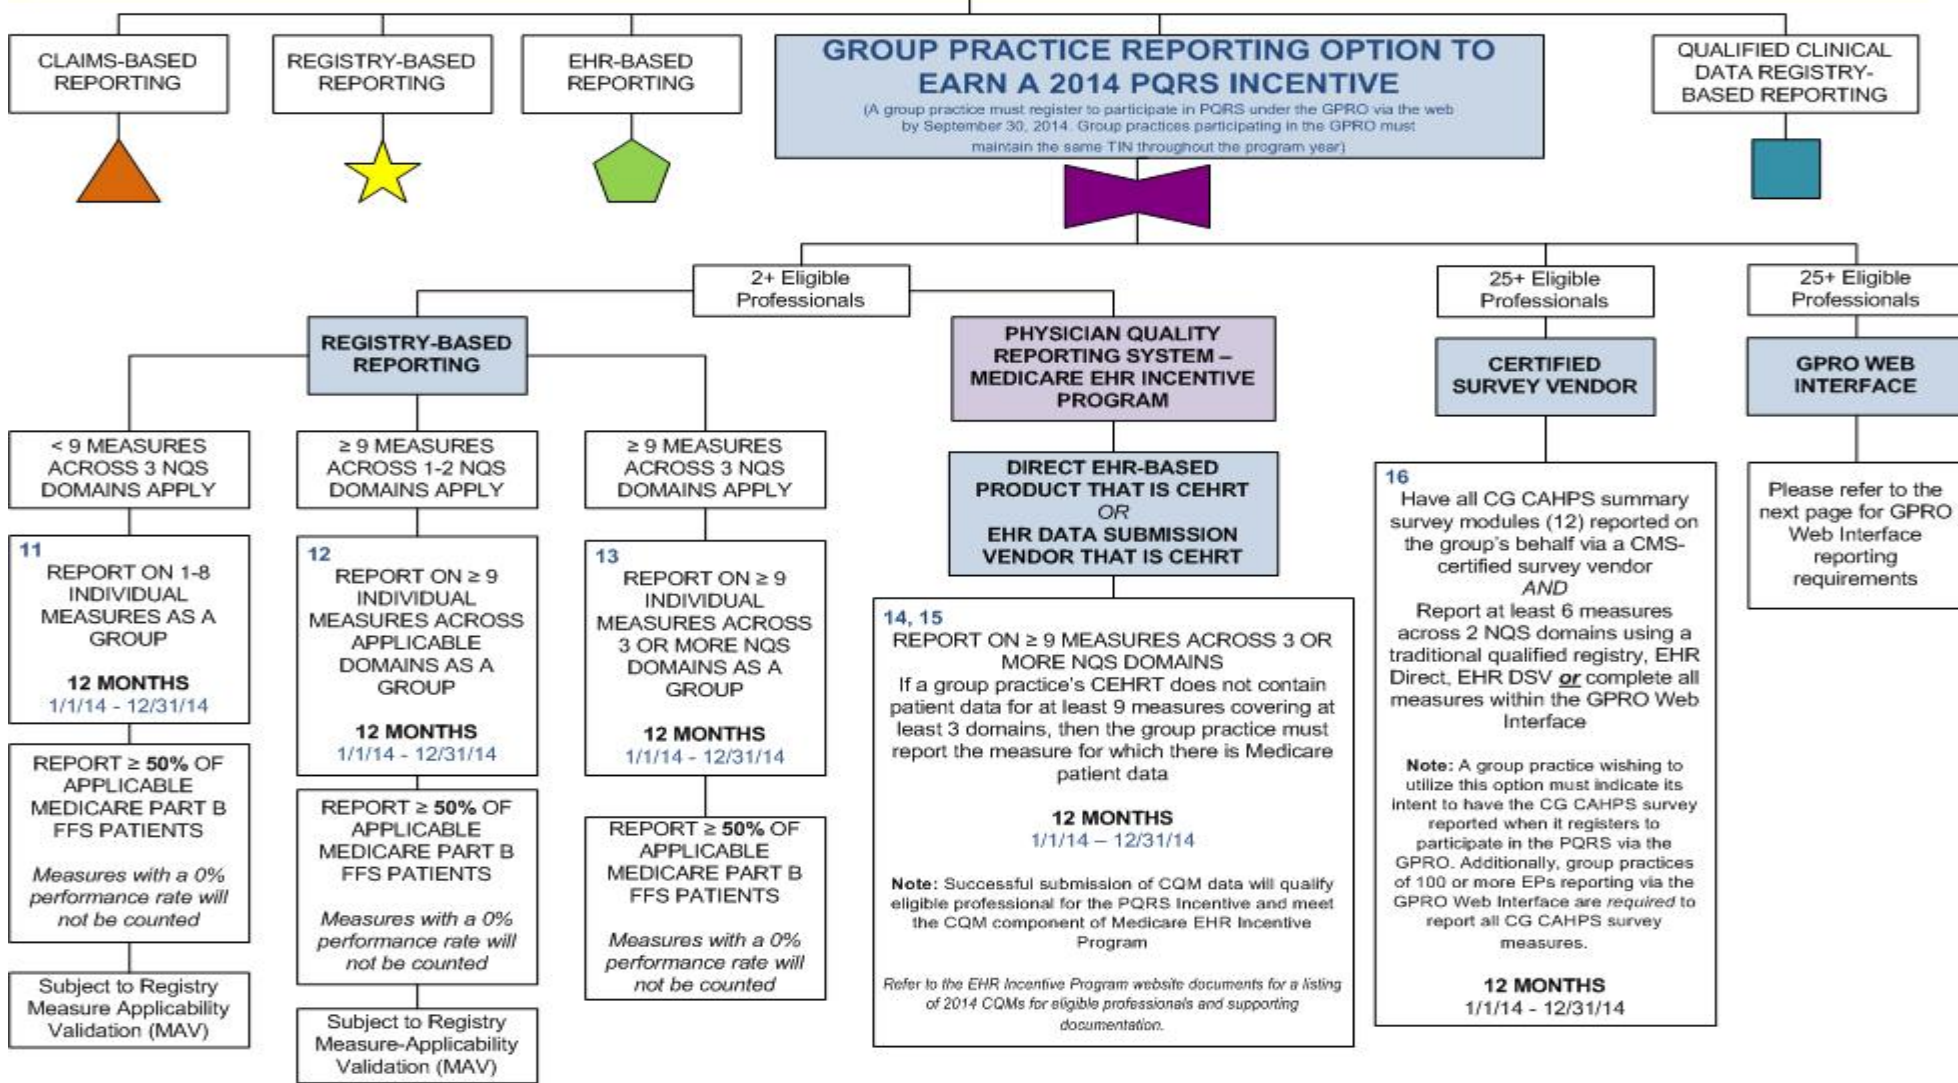 CLAIMS-BASED
REPORTING
REGISTRY-BASED
REPORTING
EHR-BASED
REPORTING
GROUP PRACTICE REPORTING OPTION TO
EARN A 2014 PQRS INCENTIVE
(A group practice must register to participate in PQRS under the GPRO via the web
by September 30, 2014. Group practices participating in the GPRO must
maintain the same TIN throughout the program year)
QUALIFIED CLINICAL
DATA REGISTRY-
BASED REPORTING
2+ Eligible
Professionals
25+ Eligible
Professionals
25+ Eligible
Professionals
REGISTRY-BASED
REPORTING
PHYSICIAN QUALITY
REPORTING SYSTEM –
MEDICARE EHR INCENTIVE
PROGRAM
CERTIFIED
SURVEY VENDOR
GPRO WEB
INTERFACE
< 9 MEASURES
ACROSS 3 NQS
DOMAINS APPLY
≥ 9 MEASURES
ACROSS 1-2 NQS
DOMAINS APPLY
≥ 9 MEASURES
ACROSS 3 NQS
DOMAINS APPLY
DIRECT EHR-BASED
PRODUCT THAT IS CEHRT
OR
EHR DATA SUBMISSION
VENDOR THAT IS CEHRT
11
REPORT ON 1-8
INDIVIDUAL
MEASURES AS A
GROUP
12 MONTHS
1/1/14 - 12/31/14
REPORT ≥ 50% OF
APPLICABLE
MEDICARE PART B
FFS PATIENTS
Measures with a 0%
performance rate will
not be counted
Subject to Registry
Measure Applicability
Validation (MAV)
12
REPORT ON ≥ 9
INDIVIDUAL
MEASURES ACROSS
APPLICABLE
DOMAINS AS A
GROUP
12 MONTHS
1/1/14 - 12/31/14
REPORT ≥ 50% OF
APPLICABLE
MEDICARE PART B
FFS PATIENTS
Measures with a 0%
performance rate will
not be counted
Subject to Registry
Measure-Applicability
Validation (MAV)
13
REPORT ON ≥ 9
INDIVIDUAL
MEASURES ACROSS
3 OR MORE NQS
DOMAINS AS A
GROUP
12 MONTHS
1/1/14 - 12/31/14
REPORT ≥ 50% OF
APPLICABLE
MEDICARE PART B
FFS PATIENTS
Measures with a 0%
performance rate will
not be counted
14, 15
REPORT ON ≥ 9 MEASURES ACROSS 3 OR
MORE NQS DOMAINS
If a group practice's CEHRT does not contain
patient data for at least 9 measures covering at
least 3 domains, then the group practice must
report the measure for which there is Medicare
patient data
12 MONTHS
1/1/14 – 12/31/14
Note: Successful submission of CQM data will qualify
eligible professional for the PQRS Incentive and meet
the CQM component of Medicare EHR Incentive
Program
Refer to the EHR Incentive Program website documents for a listing
of 2014 CQMs for eligible professionals and supporting
documentation.
16
Have all CG CAHPS summary
survey modules (12) reported on
the group's behalf via a CMS-
certified survey vendor
AND
Report at least 6 measures
across 2 NQS domains using a
traditional qualified registry, EHR
Direct, EHR DSV or complete all
measures within the GPRO Web
Interface
Note: A group practice wishing to
utilize this option must indicate its
intent to have the CG CAHPS survey
reported when it registers to
participate in the PQRS via the
GPRO. Additionally, group practices
of 100 or more EPs reporting via the
GPRO Web Interface are required to
report all CG CAHPS survey
measures.
12 MONTHS
1/1/14 - 12/31/14
Please refer to the
next page for GPRO
Web Interface
reporting
requirements